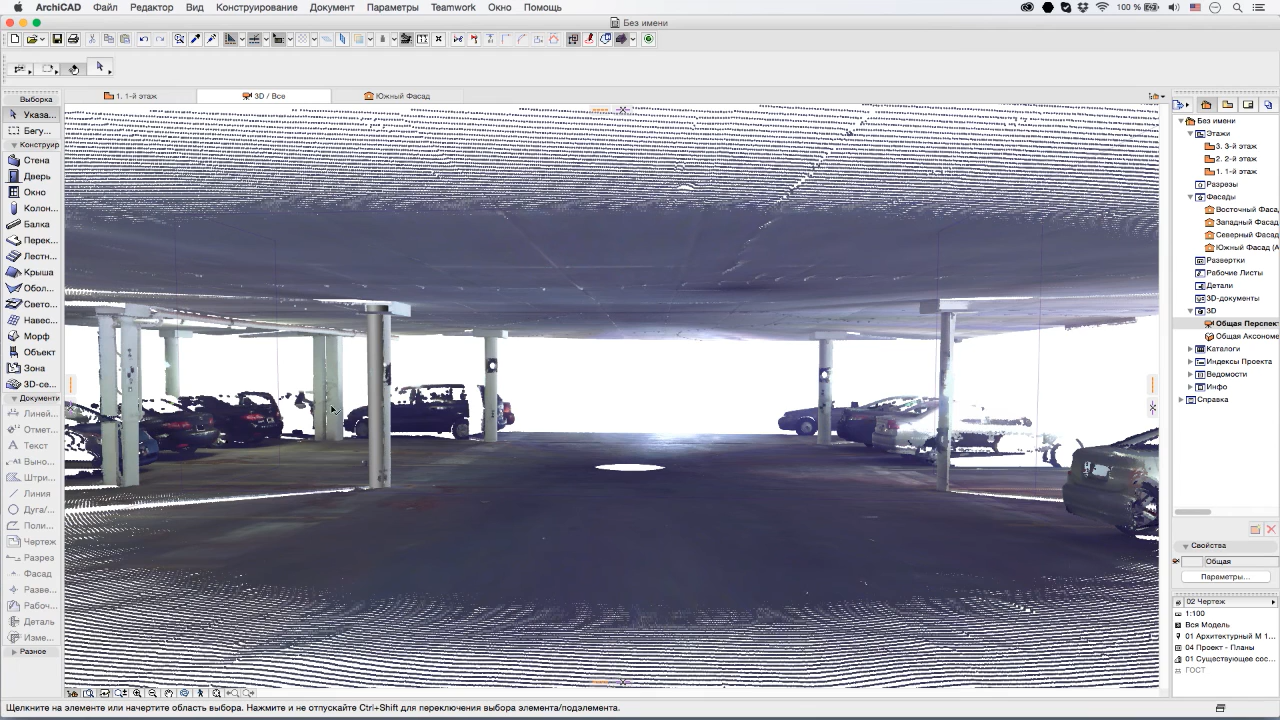 ArchiCAD Файл Редактор Вид Конструирование Документ Параметры Teamwork Окно Помощь 100 %
Без имени
1. 1-й этаж
3D / Все
Южный Фасад
Выборка
Указа...
Бегу...
Конструир
Стена
Дверь
Окно
Колон...
Балка
Перек...
Лестн...
Крыша
Обол...
Свето...
Навес...
Морф
Объект
Зона
3D-се...
Документи
Линей...
Отмет...
Текст
Выно...
Штри...
Линия
Дуга/...
Поли...
Чертеж
Разрез
Фасад
Разве...
Рабоч...
Деталь
Изме...
Разное
Без имени
Этажи
3. 3-й этаж
2. 2-й этаж
1. 1-й этаж
Разрезы
Фасады
Восточный Фаса
Западный Фасад
Северный Фасад
Южный Фасад (А
Развертки
Рабочие Листы
Детали
3D-документы
3D
Общая Перспек
Общая Аксономе
Каталоги
Индексы Проекта
Ведомости
Инфо
Справка
Свойства
Общая
Параметры...
02 Чертеж
1:100
Вся Модель
01 Архитектурный М 1...
04 Проект - Планы
01 Существующее сос...
ГОСТ
Щелкните на элементе или начертите область выбора. Нажмите и не отпускайте Ctrl+Shift для переключения выбора элемента/подэлемента.